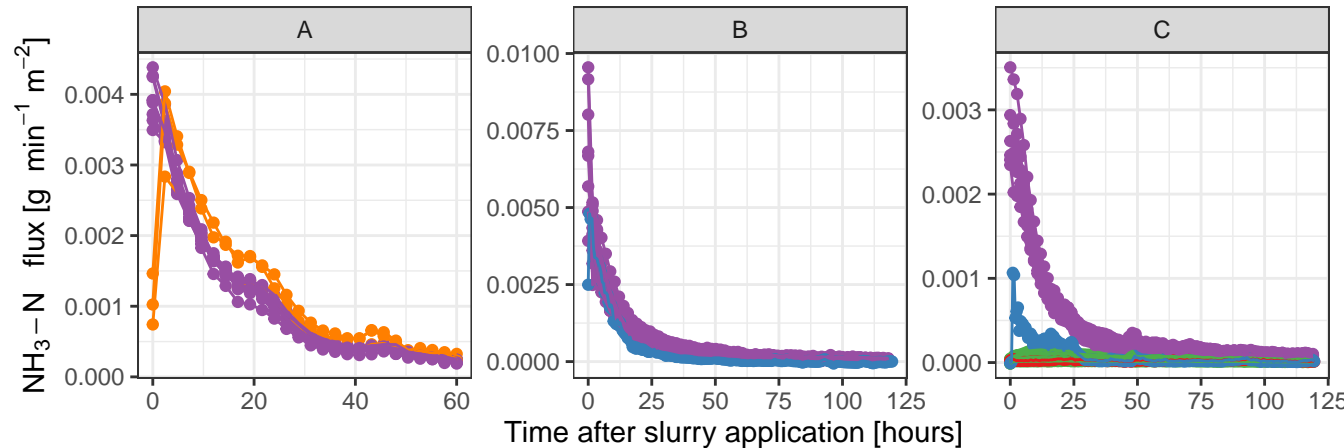 A
B
C
NH3−N flux [g min−1 m−2]
0.004
0.003
0.002
0.001
0.000
0 20 40 60
0.0100
0.0075
0.0050
0.0025
0.0000
0 25 50 75 100 125
0.003
0.002
0.001
0.000
0 25 50 75 100 125
Time after slurry application [hours]